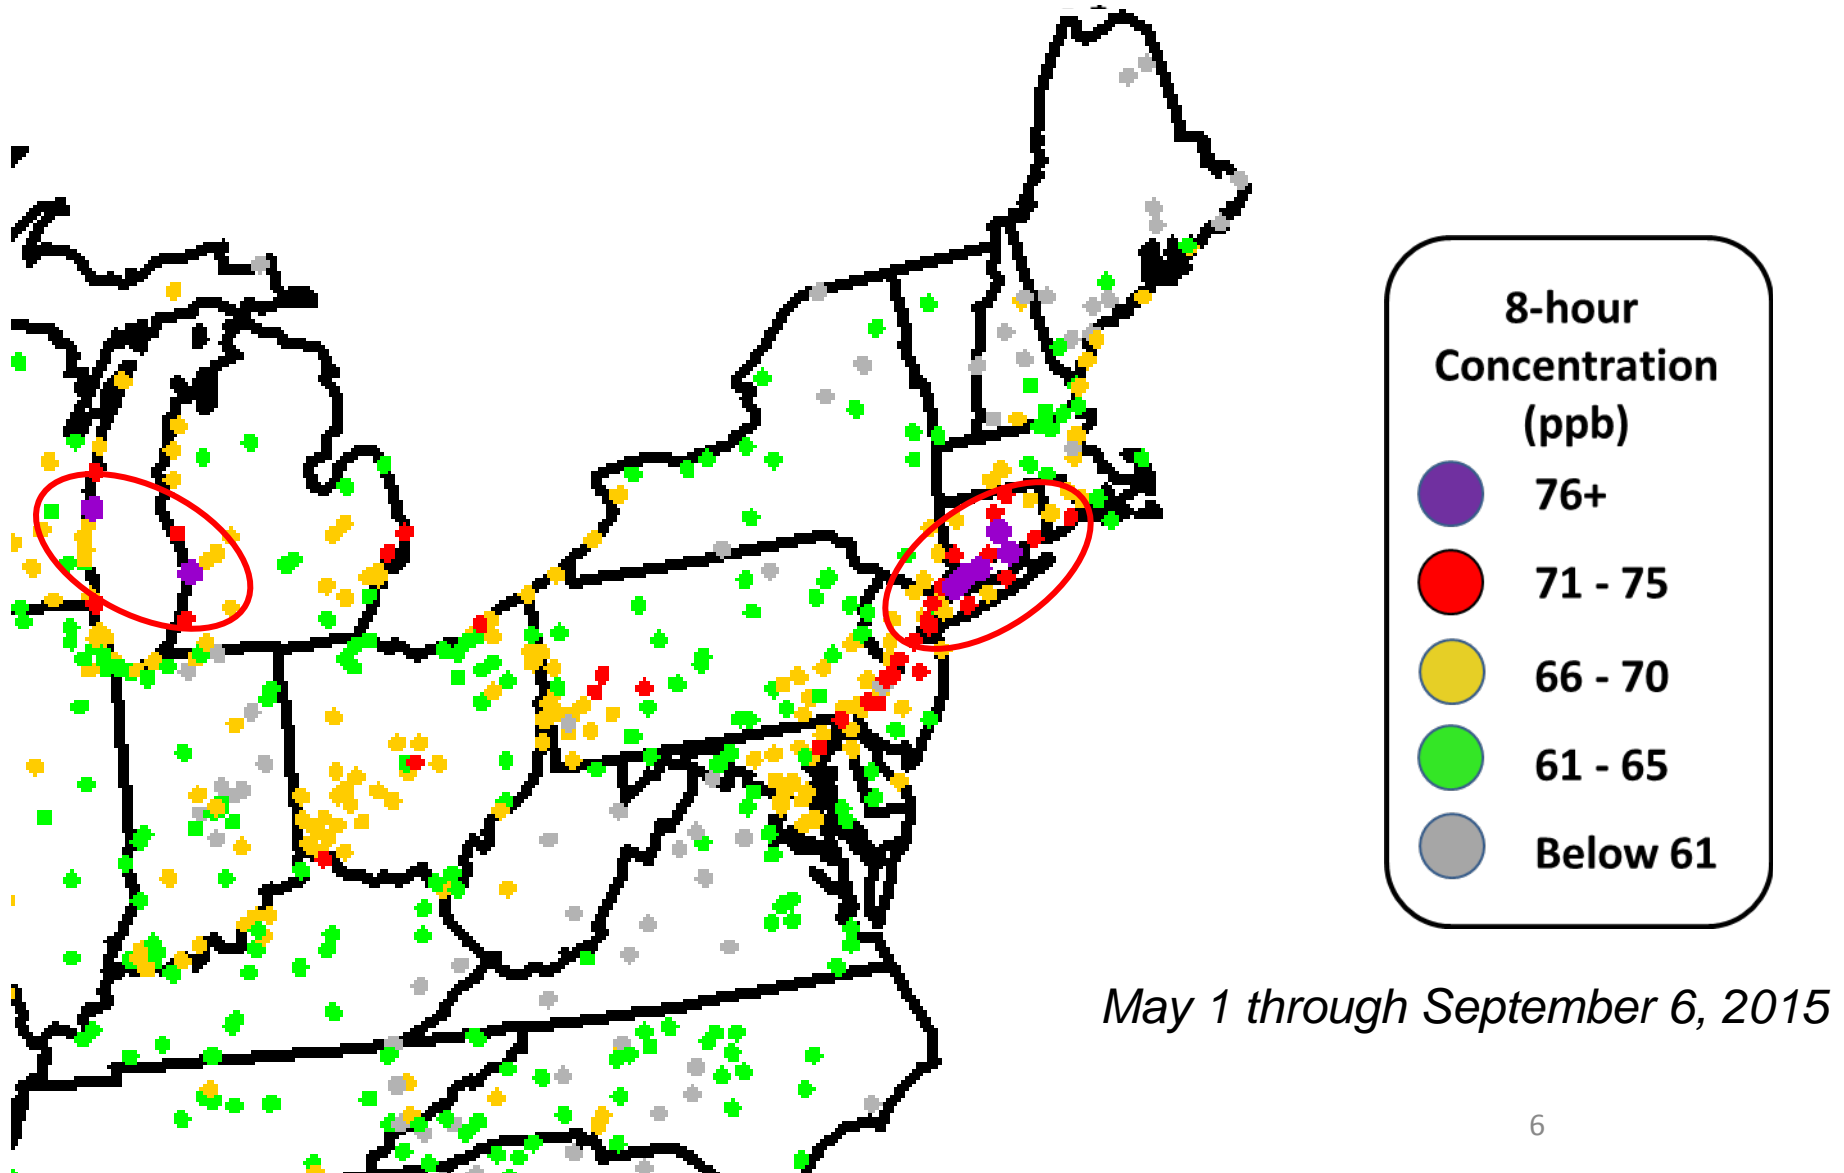 8-hour
Concentration
(ppb)
76+
71 - 75
66 - 70
61 - 65
Below 61
May 1 through September 6, 2015
6